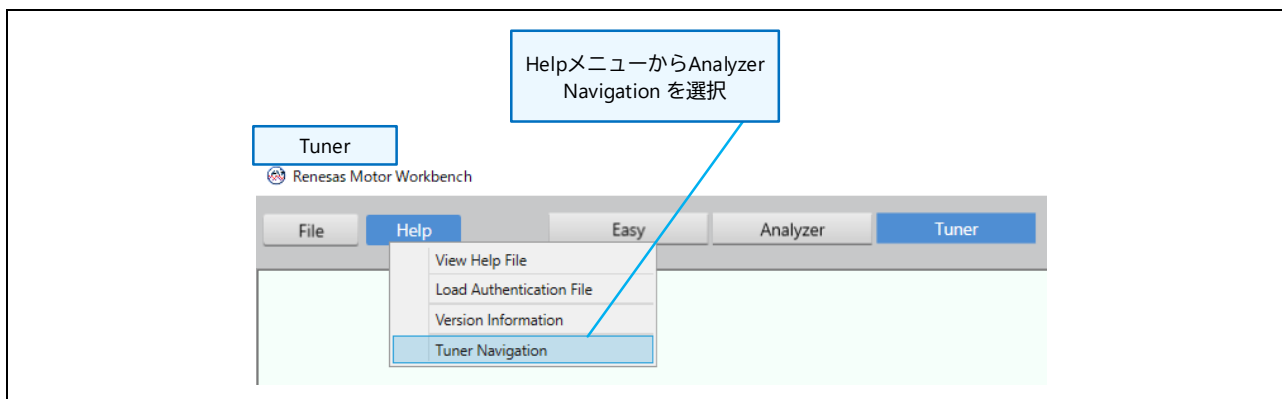 HelpメニューからAnalyzer
Navigation を選択
Tuner
Renesas Motor Workbench
File
Help
Easy
Analyzer
Tuner
View Help File
Load Authentication File
Version Information
Tuner Navigation